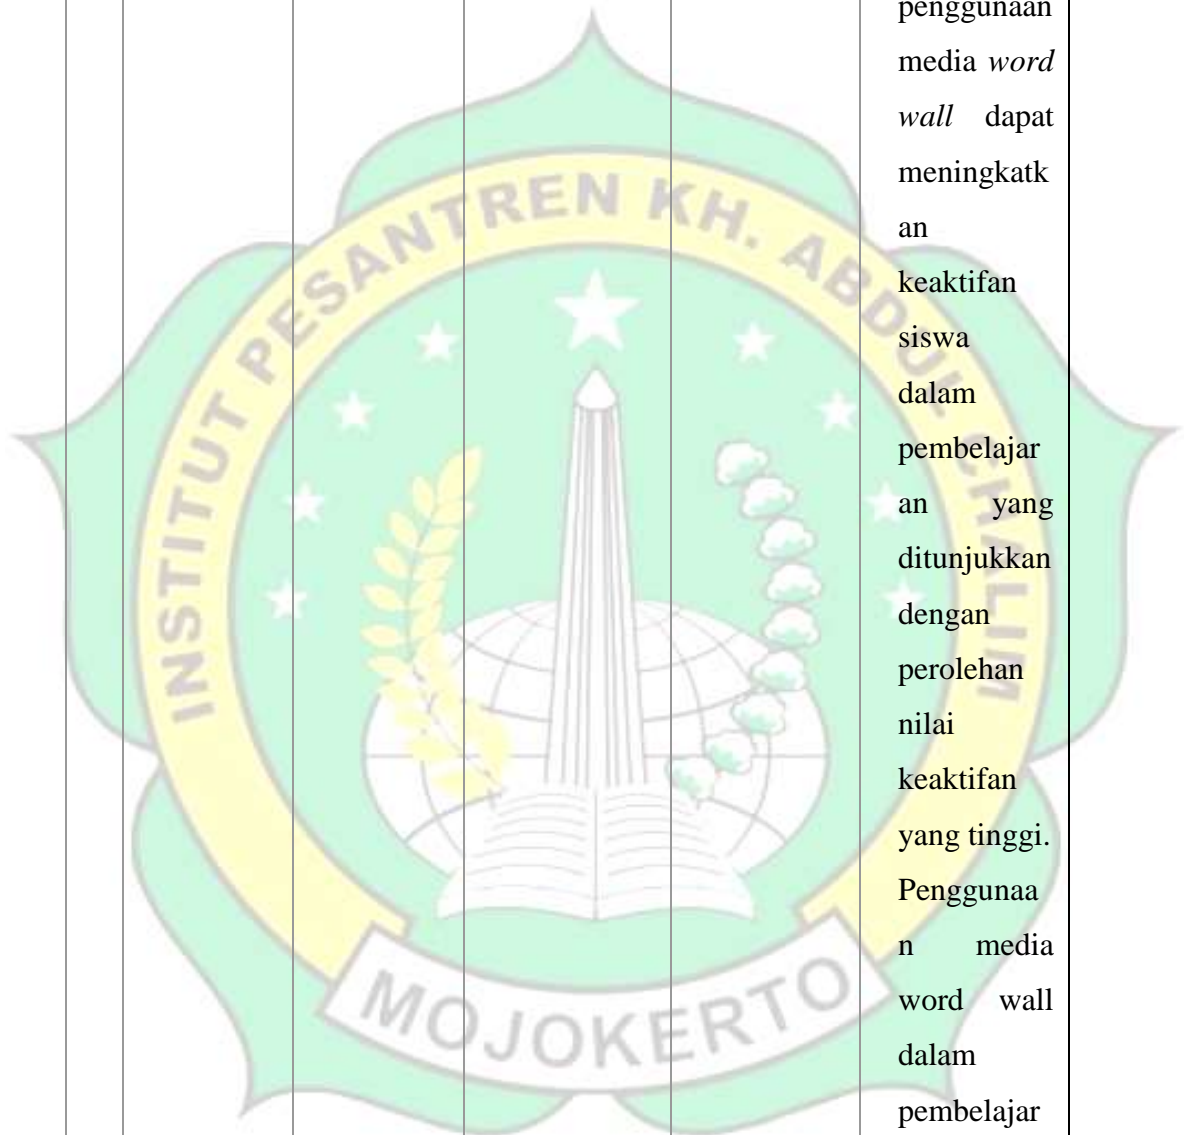 penggunaan
media word
wall dapat
meningkatk
an
keaktifan
siswa
dalam
pembelajar
an yang
ditunjukkan
dengan
perolehan
nilai
keaktifan
yang tinggi.
Penggunaa
n media
word wall
dalam
pembelajar
INSTITUT PESANTREN KH. ABDUL CHALIM
MOJOKERTO